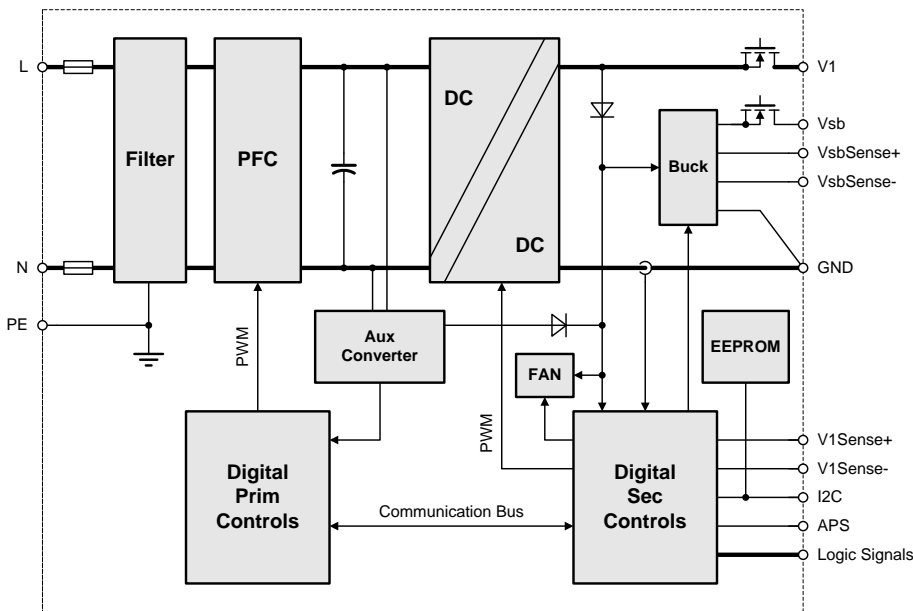 L
Filter
PFC
DC
DC
V1
Vsb
VsbSense+
VsbSense-
Buck
N
GND
PE
PWM
Aux
Converter
FAN
EEPROM
PWM
Digital
Prim
Controls
Communication Bus
Digital
Sec
Controls
V1Sense+
V1Sense-
I2C
APS
Logic Signals